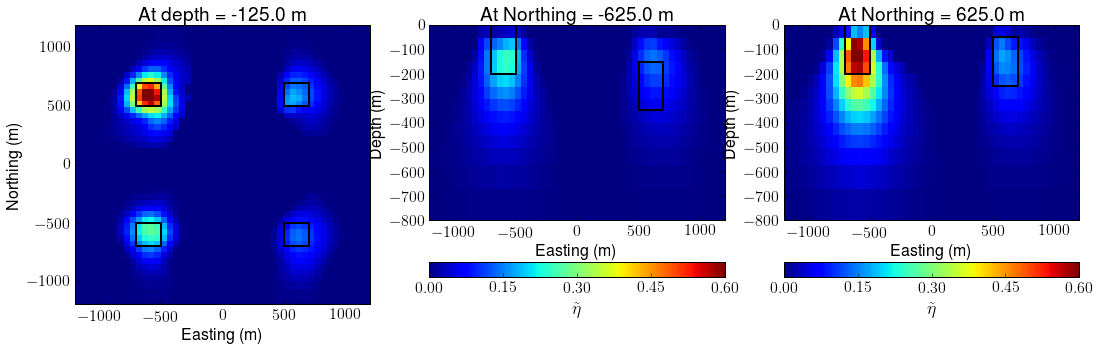 At depth = -125.0 m
1000
500
0
−500
−1000
Northing (m)
−1000 −500 0 500 1000
Easting (m)
At Northing = -625.0 m
0
−100
−200
−300
−400
−500
−600
−700
−800
Depth (m)
−1000 −500 0 500 1000
Easting (m)
0.00 0.15 0.30 0.45 0.60
η̃
At Northing = 625.0 m
0
−100
−200
−300
−400
−500
−600
−700
−800
Depth (m)
−1000 −500 0 500 1000
Easting (m)
0.00 0.15 0.30 0.45 0.60
η̃